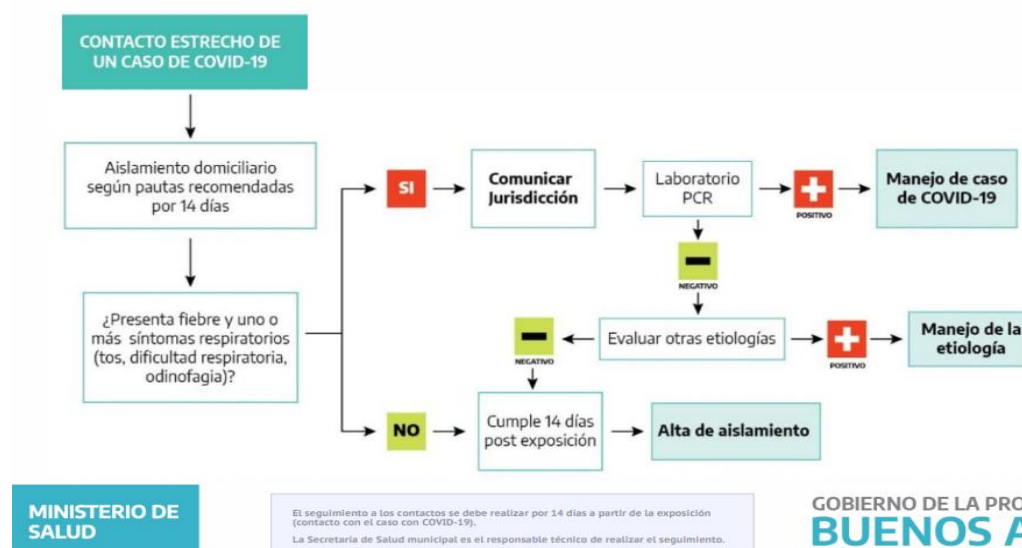 CONTACTO ESTRECHO DE
UN CASO DE COVID-19
Aislamiento domiciliario
según pautas recomendadas
por 14 días
¿Presenta fiebre y uno o
más síntomas respiratorios
(tos, dificultad respiratoria,
odinofagia)?
SI
Comunicar
Jurisdicción
Laboratorio
PCR
POSITIVO
Manejo de caso
de COVID-19
NEGATIVO
Evaluar otras etiologías
POSITIVO
Manejo de la
etiología
NEGATIVO
NO
Cumple 14 días
post exposición
Alta de aislamiento
MINISTERIO DE
SALUD
El seguimiento a los contactos se debe realizar por 14 días a partir de la exposición
(contacto con el caso con COVID-19).
La Secretaría de Salud municipal es el responsable técnico de realizar el seguimiento.
GOBIERNO DE LA PRO
BUENOS A